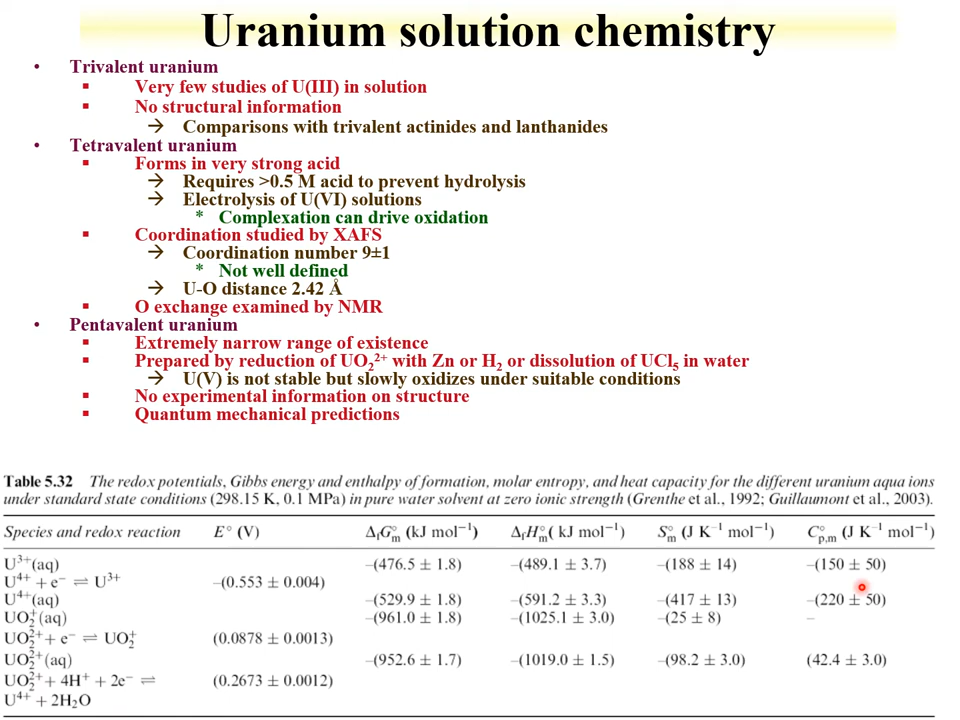 Uranium solution chemistry
• Trivalent uranium
▪ Very few studies of U(III) in solution
▪ No structural information
→ Comparisons with trivalent actinides and lanthanides
• Tetravalent uranium
▪ Forms in very strong acid
→ Requires >0.5 M acid to prevent hydrolysis
→ Electrolysis of U(VI) solutions
* Complexation can drive oxidation
▪ Coordination studied by XAFS
→ Coordination number 9±1
* Not well defined
→ U-O distance 2.42 Å
▪ O exchange examined by NMR
• Pentavalent uranium
▪ Extremely narrow range of existence
▪ Prepared by reduction of UO₂²⁺ with Zn or H₂ or dissolution of UCl₅ in water
→ U(V) is not stable but slowly oxidizes under suitable conditions
▪ No experimental information on structure
▪ Quantum mechanical predictions
Table 5.32 The redox potentials, Gibbs energy and enthalpy of formation, molar entropy, and heat capacity for the different uranium aqua ions
under standard state conditions (298.15 K, 0.1 MPa) in pure water solvent at zero ionic strength (Grenthe et al., 1992; Guillaumont et al., 2003).
Species and redox reaction E° (V) ΔfG°m (kJ mol⁻¹) ΔfH°m( kJ mol⁻¹) S°m (J K⁻¹ mol⁻¹) C°p,m (J K⁻¹ mol⁻¹)
U³⁺(aq) –(476.5 ± 1.8) –(489.1 ± 3.7) –(188 ± 14) –(150 ± 50)
U⁴⁺ + e⁻ ⇌ U³⁺ –(0.553 ± 0.004)
U⁴⁺(aq) –(529.9 ± 1.8) –(591.2 ± 3.3) –(417 ± 13) –(220 ± 50)
UO₂⁺(aq) –(961.0 ± 1.8) –(1025.1 ± 3.0) –(25 ± 8) –
UO₂²⁺ + e⁻ ⇌ UO₂⁺ (0.0878 ± 0.0013)
UO₂²⁺(aq) –(952.6 ± 1.7) –(1019.0 ± 1.5) –(98.2 ± 3.0) (42.4 ± 3.0)
UO₂²⁺ + 4H⁺ + 2e⁻ ⇌ (0.2673 ± 0.0012)
U⁴⁺ + 2H₂O